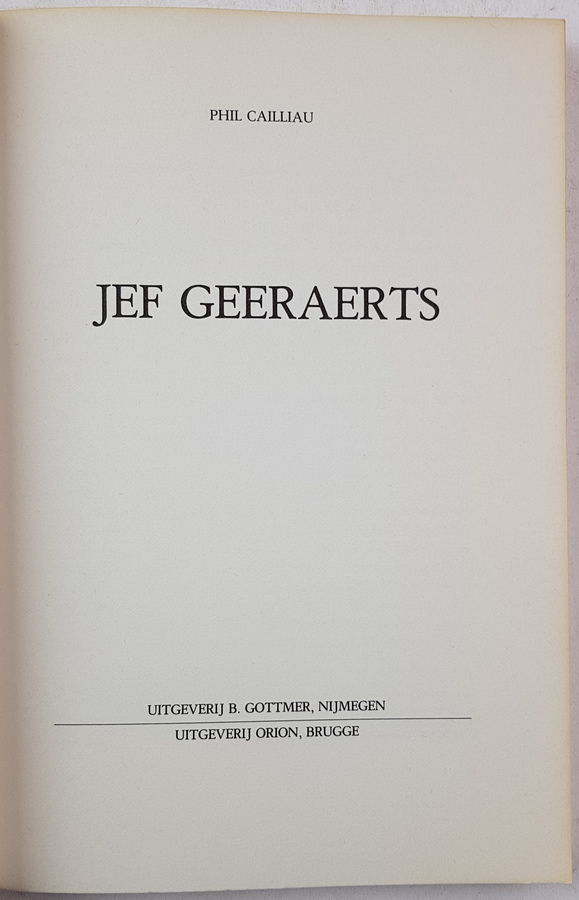 PHIL CAILLIAU
JEF GEERAERTS
UITGEVERIJ B. GOTTMER, NIJMEGEN
UITGEVERIJ ORION, BRUGGE